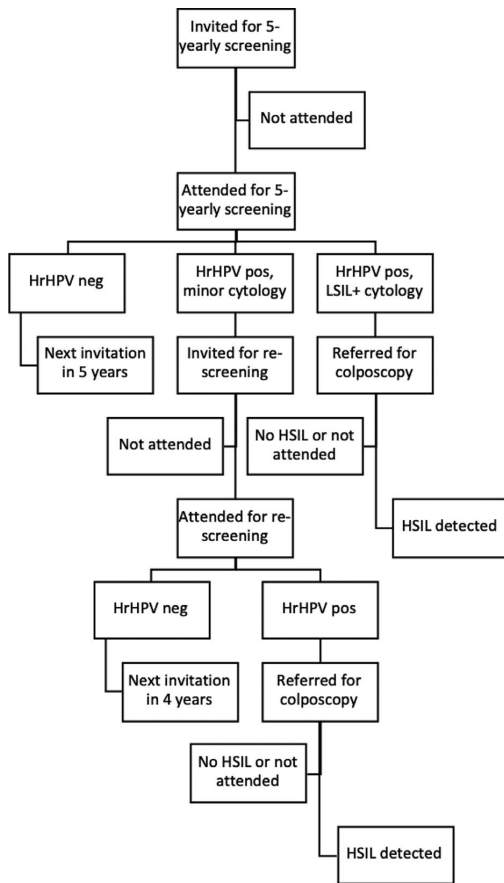 Invited for 5-
yearly screening
Not attended
Attended for 5-
yearly screening
HrHPV neg
HrHPV pos,
minor cytology
HrHPV pos,
LSIL+ cytology
Next invitation
in 5 years
Invited for re-
screening
Referred for
colposcopy
Not attended
No HSIL or not
attended
Attended for re-
screening
HSIL detected
HrHPV neg
HrHPV pos
Next invitation
in 4 years
Referred for
colposcopy
No HSIL or not
attended
HSIL detected